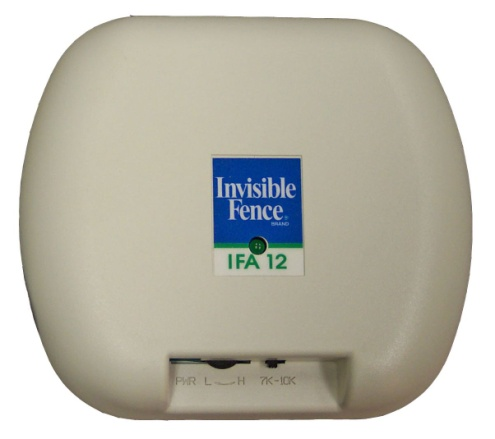 Invisible
Fence®
BRAND
IFA 12
PWR L H 7K-10K